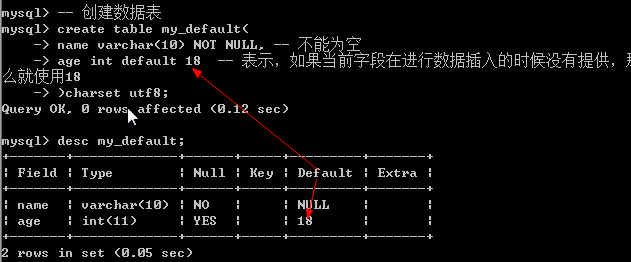 mysql> -- 创建数据表
mysql> create table my_default(
    -> name varchar(10) NOT NULL, -- 不能为空
    -> age int default 18  -- 表示，如果当前字段在进行数据插入的时候没有提供，那
么就使用18
    -> )charset utf8;
Query OK, 0 rows affected (0.12 sec)
mysql> desc my_default;
+-------+-------------+------+-----+---------+-------+
| Field | Type        | Null | Key | Default | Extra |
+-------+-------------+------+-----+---------+-------+
| name  | varchar(10) | NO   |     | NULL    |       |
| age   | int(11)     | YES  |     | 18      |       |
+-------+-------------+------+-----+---------+-------+
2 rows in set (0.05 sec)